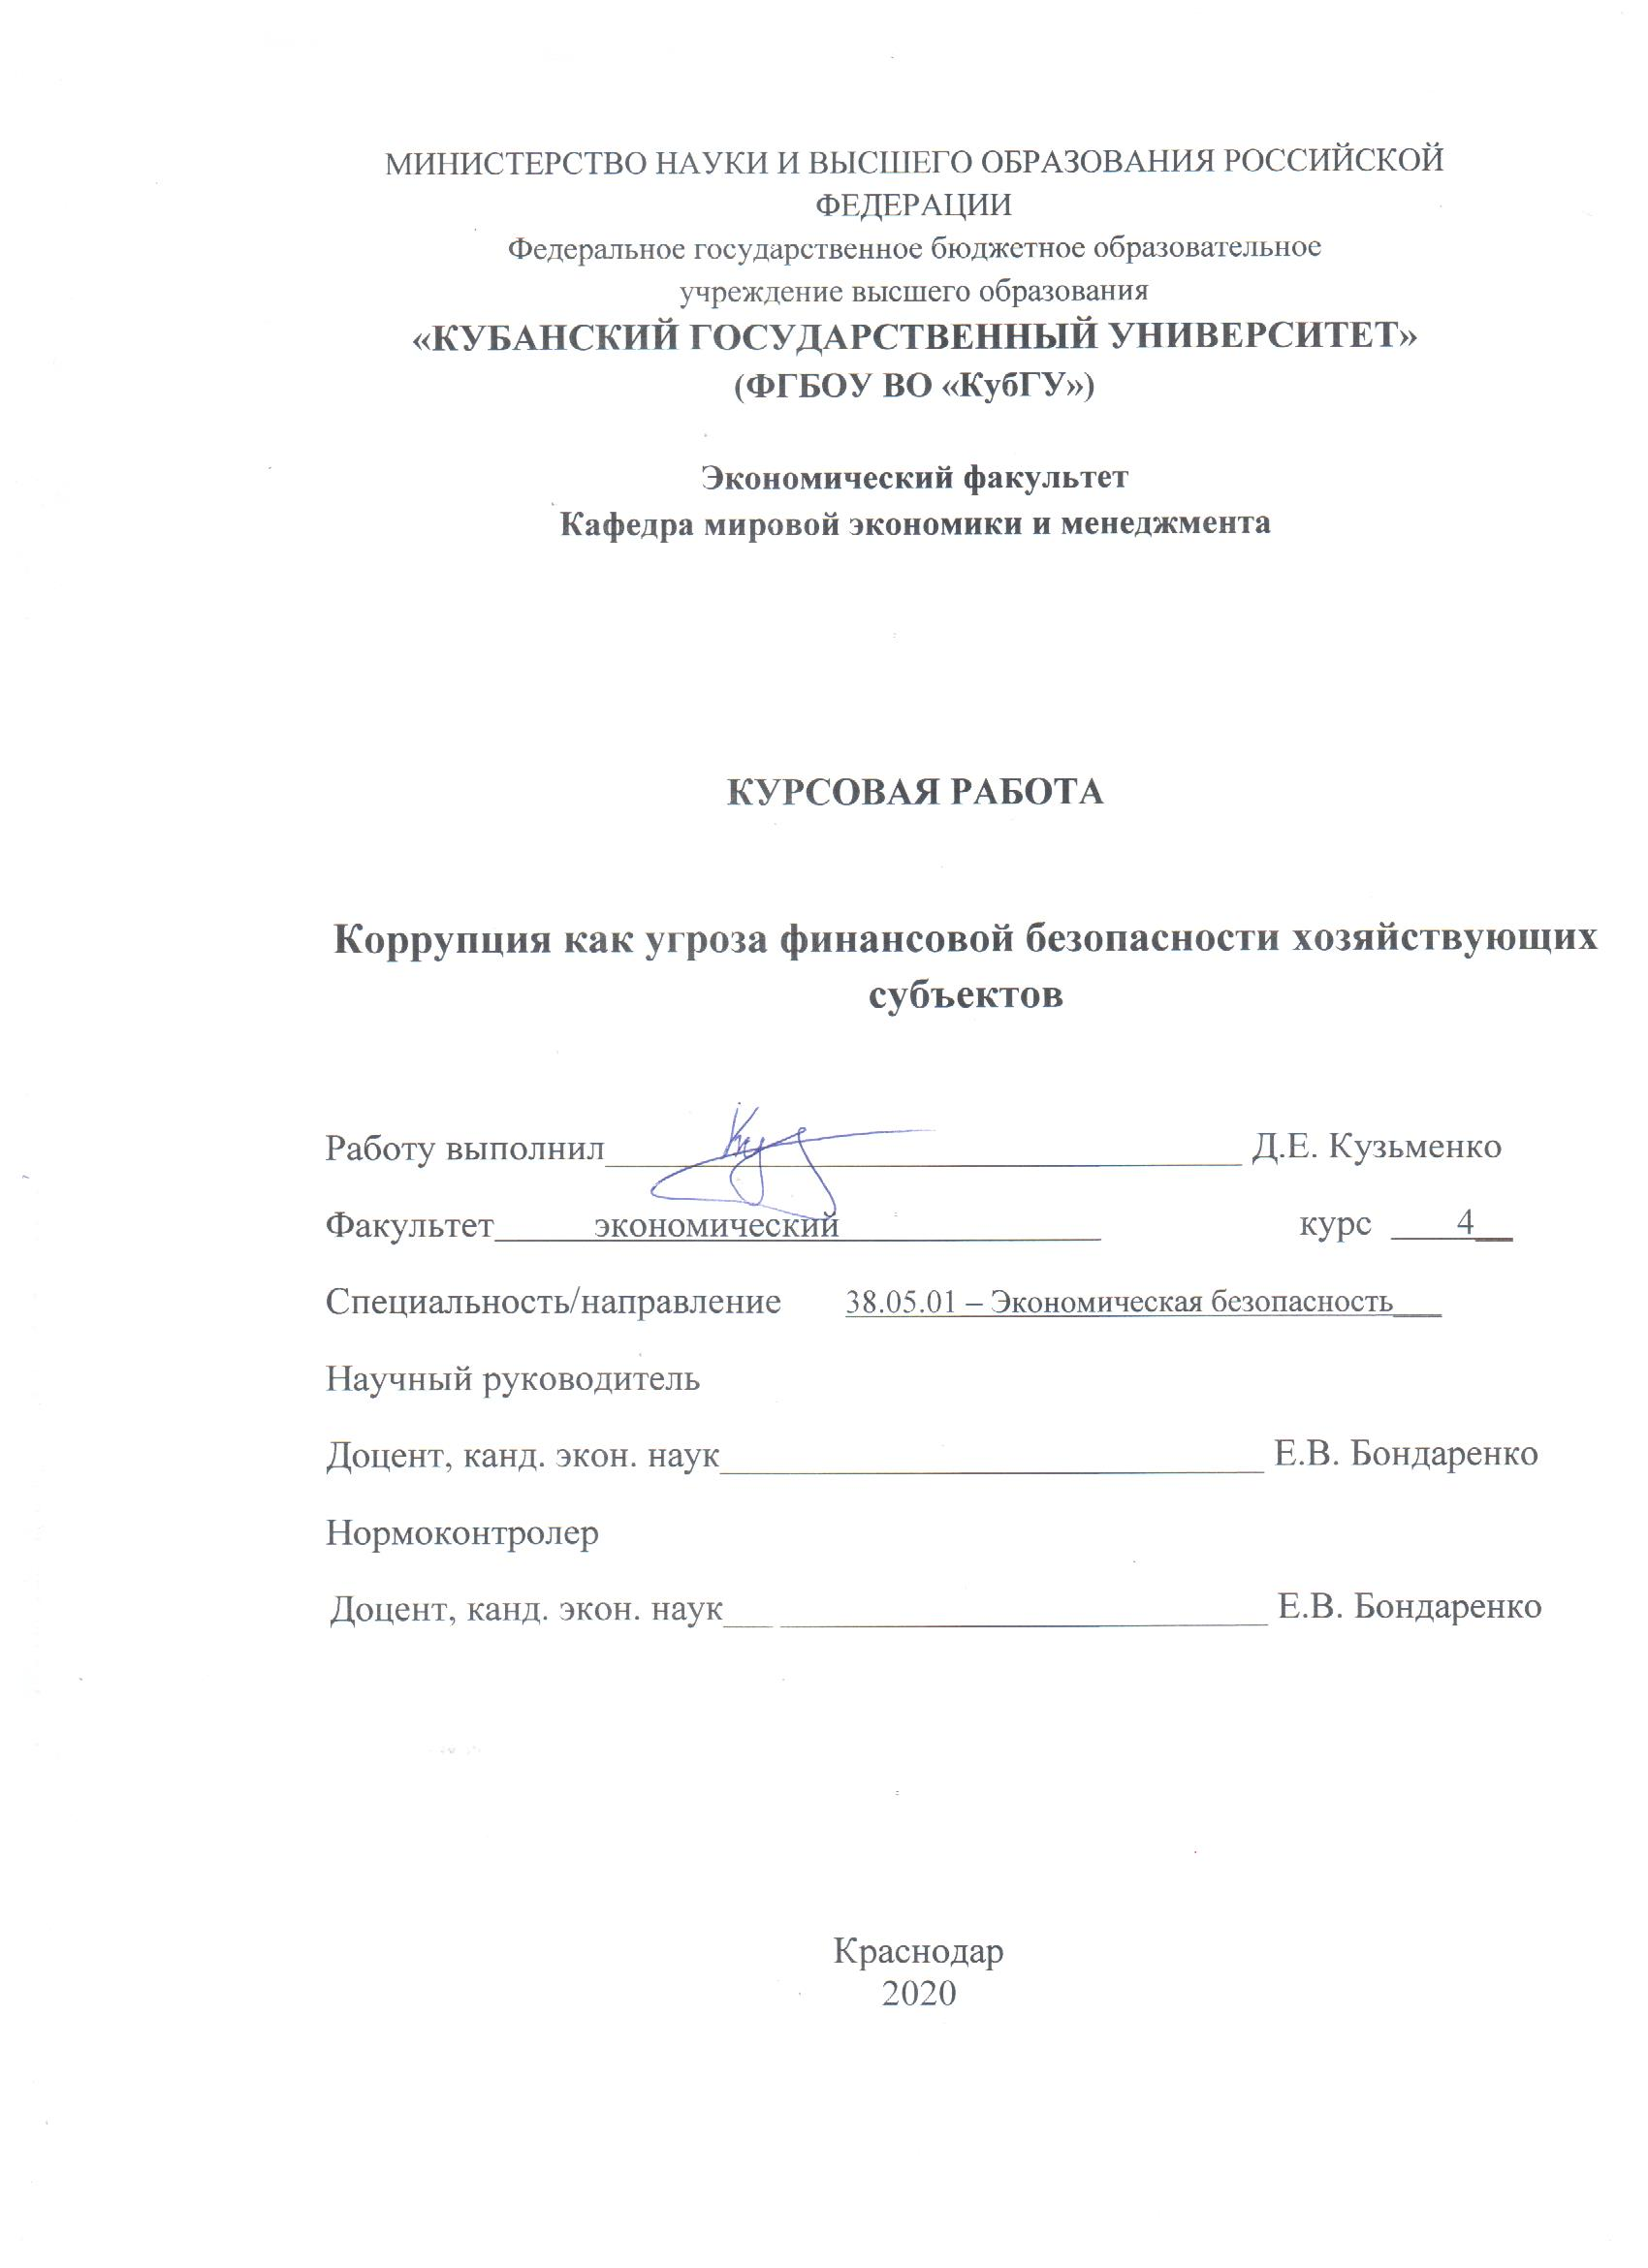 МИНИСТЕРСТВО НАУКИ И ВЫСШЕГО ОБРАЗОВАНИЯ РОССИЙСКОЙ
ФЕДЕРАЦИИ
Федеральное государственное бюджетное образовательное
учреждение высшего образования
«КУБАНСКИЙ ГОСУДАРСТВЕННЫЙ УНИВЕРСИТЕТ»
(ФГБОУ ВО «КубГУ»)
Экономический факультет
Кафедра мировой экономики и менеджмента
КУРСОВАЯ РАБОТА
Коррупция как угроза финансовой безопасности хозяйствующих
субъектов
Работу выполнил Д.Е. Кузьменко
Факультет экономический курс 4
Специальность/направление 38.05.01 – Экономическая безопасность
Научный руководитель
Доцент, канд. экон. наук Е.В. Бондаренко
Нормоконтролер
Доцент, канд. экон. наук Е.В. Бондаренко
Краснодар
2020